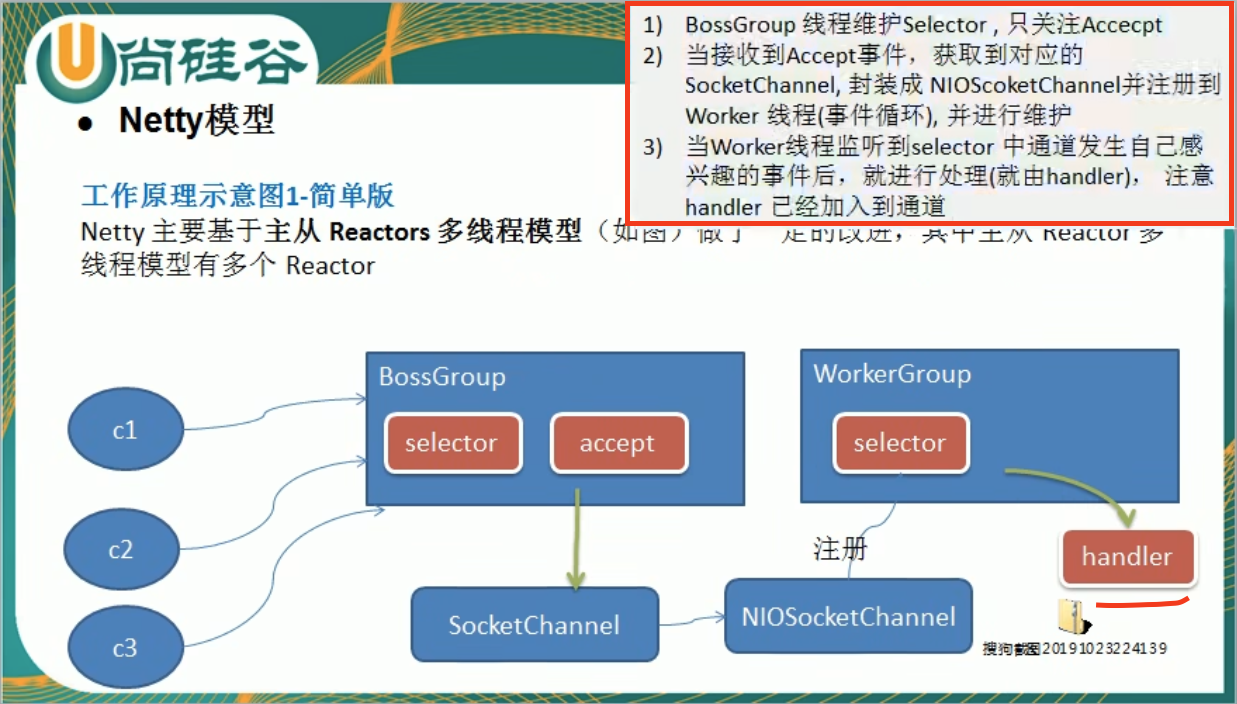 尚硅谷
● Netty模型
1) BossGroup 线程维护Selector , 只关注Accecpt
2) 当接收到Accept事件，获取到对应的
SocketChannel, 封装成 NIOScoketChannel并注册到
Worker 线程(事件循环), 并进行维护
3) 当Worker线程监听到selector 中通道发生自己感
兴趣的事件后，就进行处理(就由handler)， 注意
handler 已经加入到通道
工作原理示意图1-简单版
Netty 主要基于主从 Reactors 多线程模型（如图）做了一定的改进，其中主从 Reactor 多
线程模型有多个 Reactor
BossGroup
WorkerGroup
c1
selector
accept
selector
c2
注册
handler
SocketChannel
NIOSocketChannel
c3
搜狗截图20191023224139